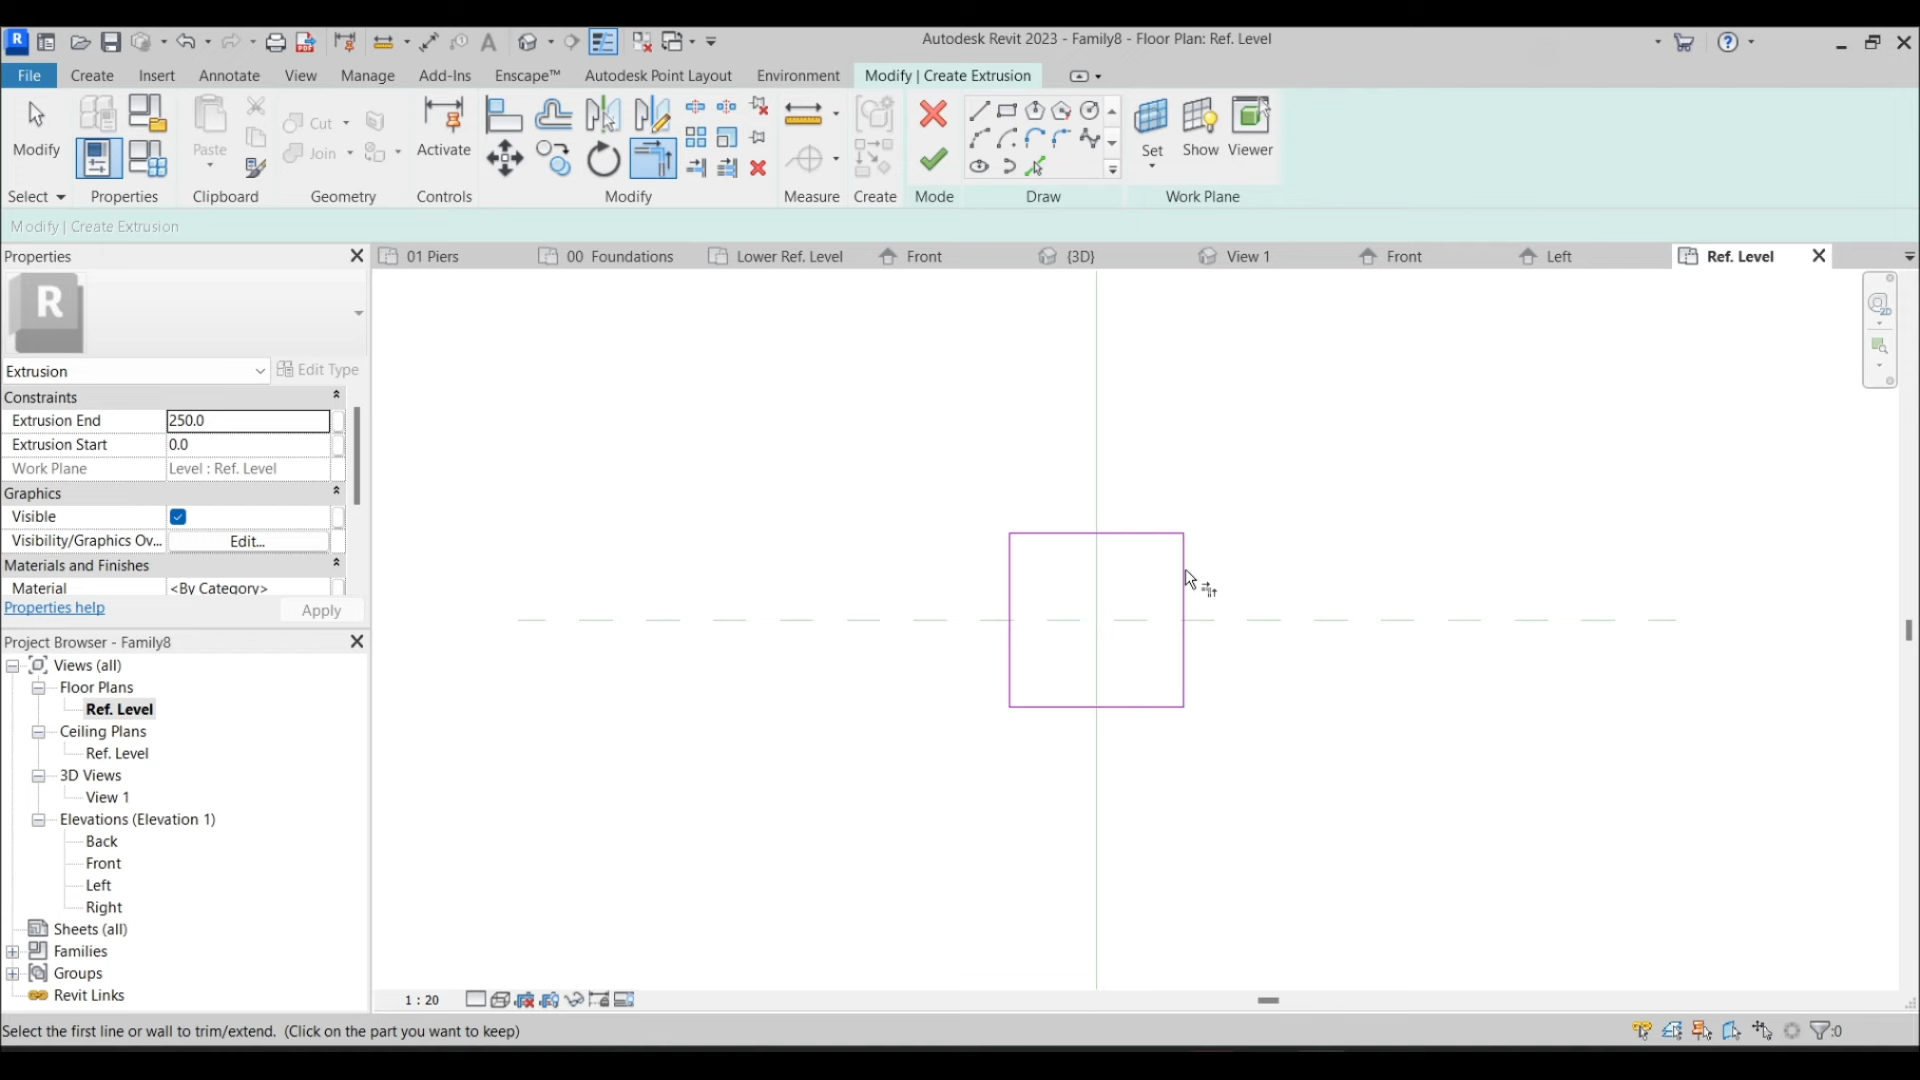 Autodesk Revit 2023 - Family8 - Floor Plan: Ref. Level
File Create Insert Annotate View Manage Add-Ins Enscape™ Autodesk Point Layout Environment Modify | Create Extrusion
Modify
Paste
Cut
Join
Activate
Set Show Viewer
Select Properties Clipboard Geometry Controls Modify Measure Create Mode Draw Work Plane
Modify | Create Extrusion
Properties
01 Piers 00 Foundations Lower Ref. Level Front {3D} View 1 Front Left Ref. Level
R
Extrusion Edit Type
Constraints
Extrusion End 250.0
Extrusion Start 0.0
Work Plane Level : Ref. Level
Graphics
Visible
Visibility/Graphics Ov... Edit...
Materials and Finishes
Material <By Category>
Properties help Apply
Project Browser - Family8
Views (all)
Floor Plans
Ref. Level
Ceiling Plans
Ref. Level
3D Views
View 1
Elevations (Elevation 1)
Back
Front
Left
Right
Sheets (all)
Families
Groups
Revit Links
1 : 20
Select the first line or wall to trim/extend. (Click on the part you want to keep)
:0